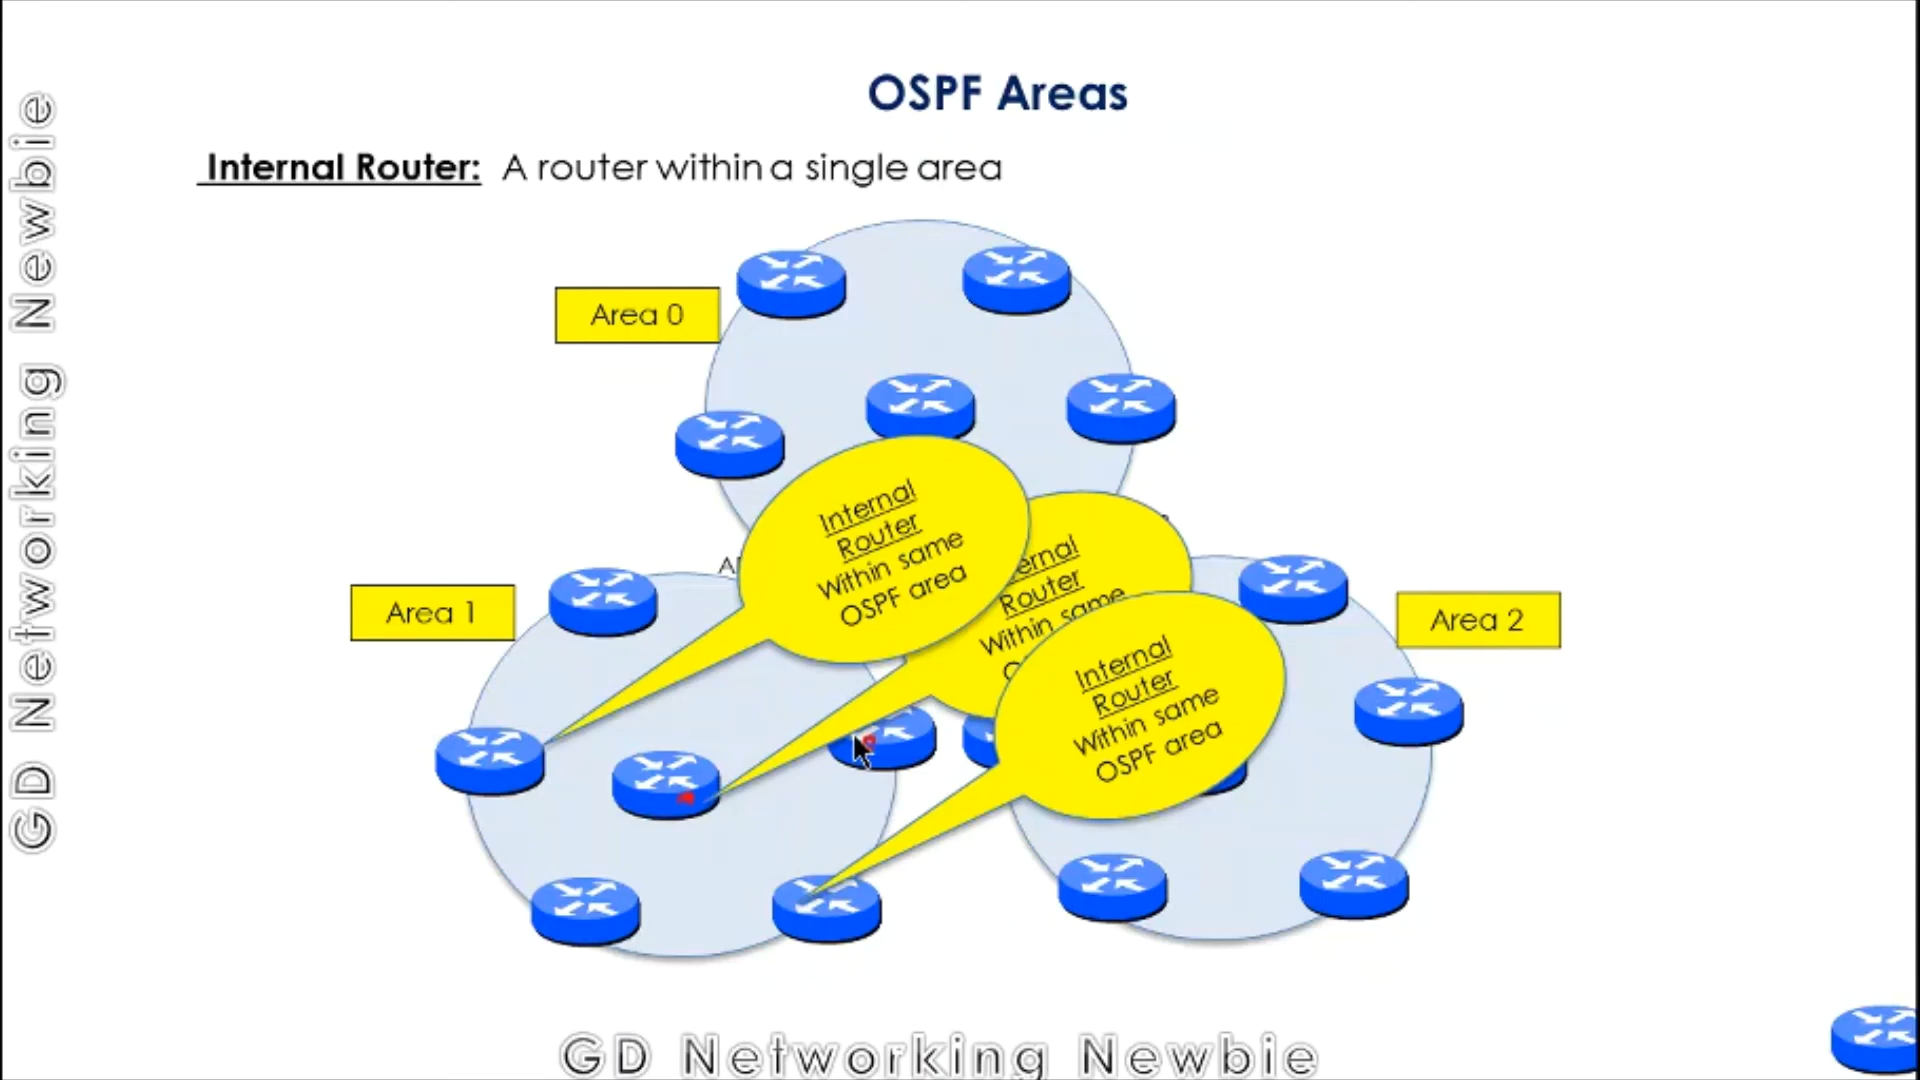 OSPF Areas
Internal Router: A router within a single area
Area 0
Area 1
Area 2
Internal
Router
Within same
OSPF area
Router
Within same
Internal
Router
Within same
OSPF area
GD Networking Newbie
GD Networking Newbie